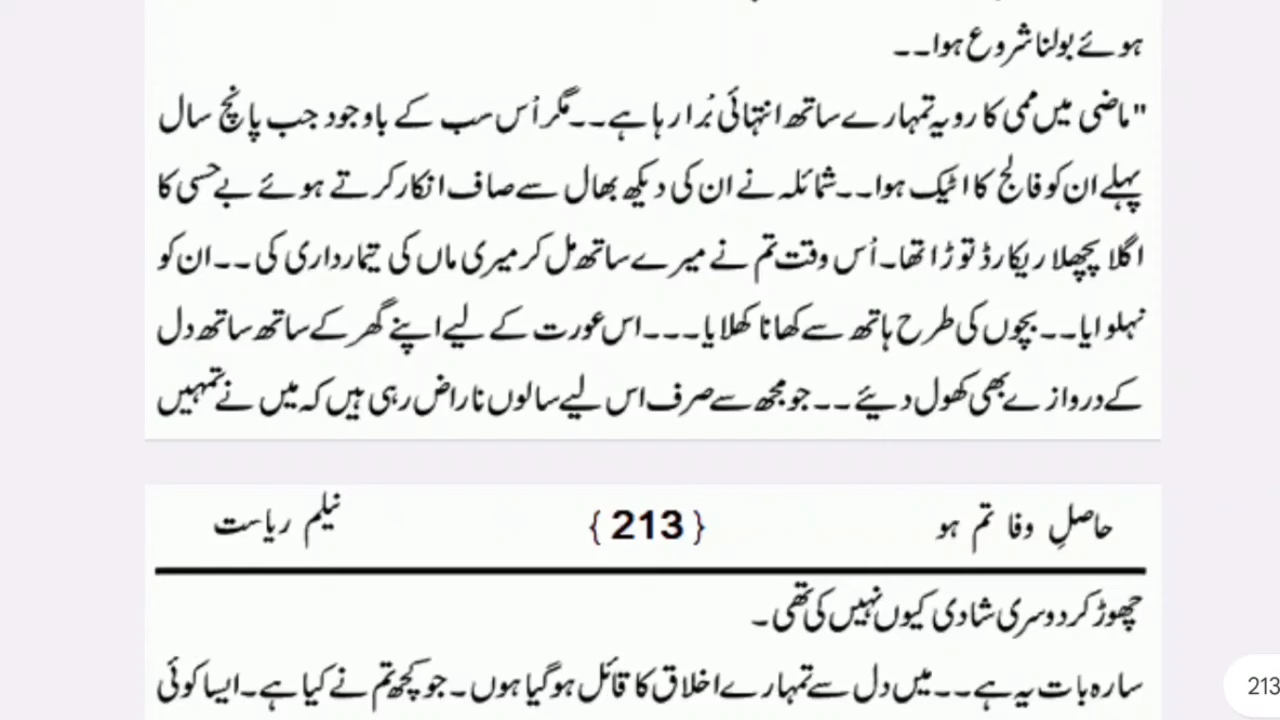 ہوئے بولنا شروع ہوا۔۔
"ماضی میں ممی کا رویہ تمہارے ساتھ انتہائی بُرا رہا ہے۔۔مگر اُس سب کے باوجود جب پانچ سال
پہلے ان کو فالج کا اٹیک ہوا۔۔شمائلہ نے ان کی دیکھ بھال سے صاف انکار کرتے ہوئے بے حسی کا
اگلا پچھلا ریکارڈ توڑا تھا۔اُس وقت تم نے میرے ساتھ مل کر میری ماں کی تیمارداری کی۔۔ان کو
نہلوایا۔۔بچوں کی طرح ہاتھ سے کھانا کھلایا۔۔۔اس عورت کے لیے اپنے گھر کے ساتھ ساتھ دل
کے دروازے بھی کھول دیئے۔۔جو مجھ سے صرف اس لیے سالوں ناراض رہی ہیں کہ میں نے تمہیں
حاصلِ وفا تم ہو {213} نیلم ریاست
چھوڑ کر دوسری شادی کیوں نہیں کی تھی۔
سارہ بات یہ ہے۔۔میں دل سے تمہارے اخلاق کا قائل ہو گیا ہوں۔جو کچھ تم نے کیا ہے۔ایسا کوئی
213